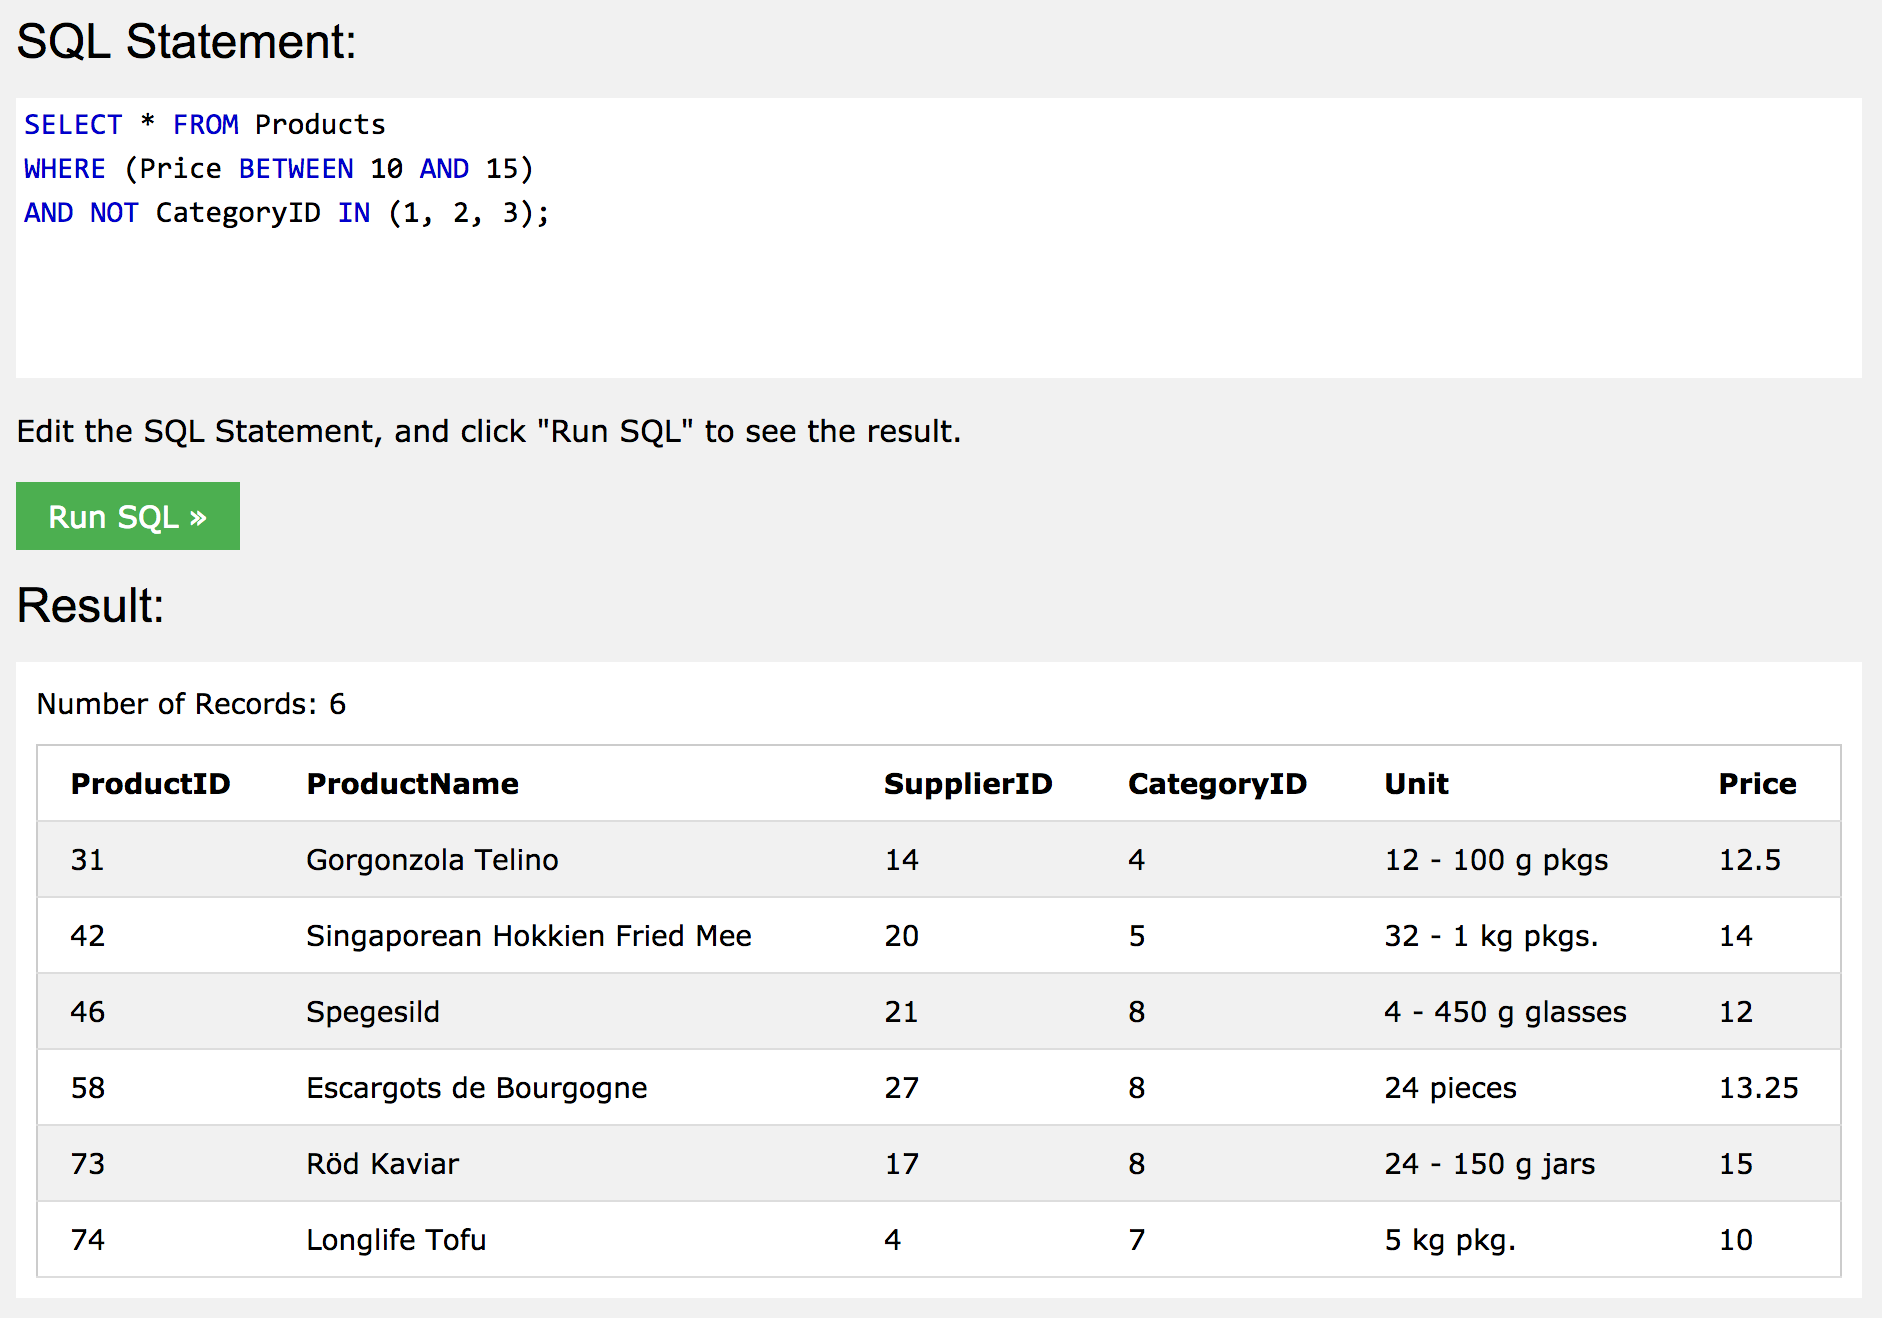 SQL Statement:
SELECT * FROM Products
WHERE (Price BETWEEN 10 AND 15)
AND NOT CategoryID IN (1, 2, 3);
Edit the SQL Statement, and click "Run SQL" to see the result.
Run SQL »
Result:
Number of Records: 6
ProductID ProductName SupplierID CategoryID Unit Price
31 Gorgonzola Telino 14 4 12 - 100 g pkgs 12.5
42 Singaporean Hokkien Fried Mee 20 5 32 - 1 kg pkgs. 14
46 Spegesild 21 8 4 - 450 g glasses 12
58 Escargots de Bourgogne 27 8 24 pieces 13.25
73 Röd Kaviar 17 8 24 - 150 g jars 15
74 Longlife Tofu 4 7 5 kg pkg. 10